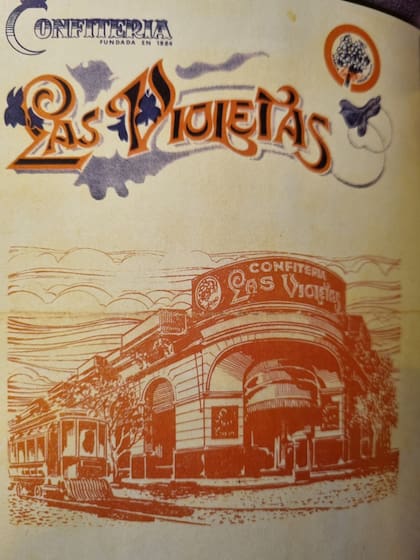 CONFITERIA
FUNDADA EN 1884
Las Violetas
CONFITERIA
Las Violetas